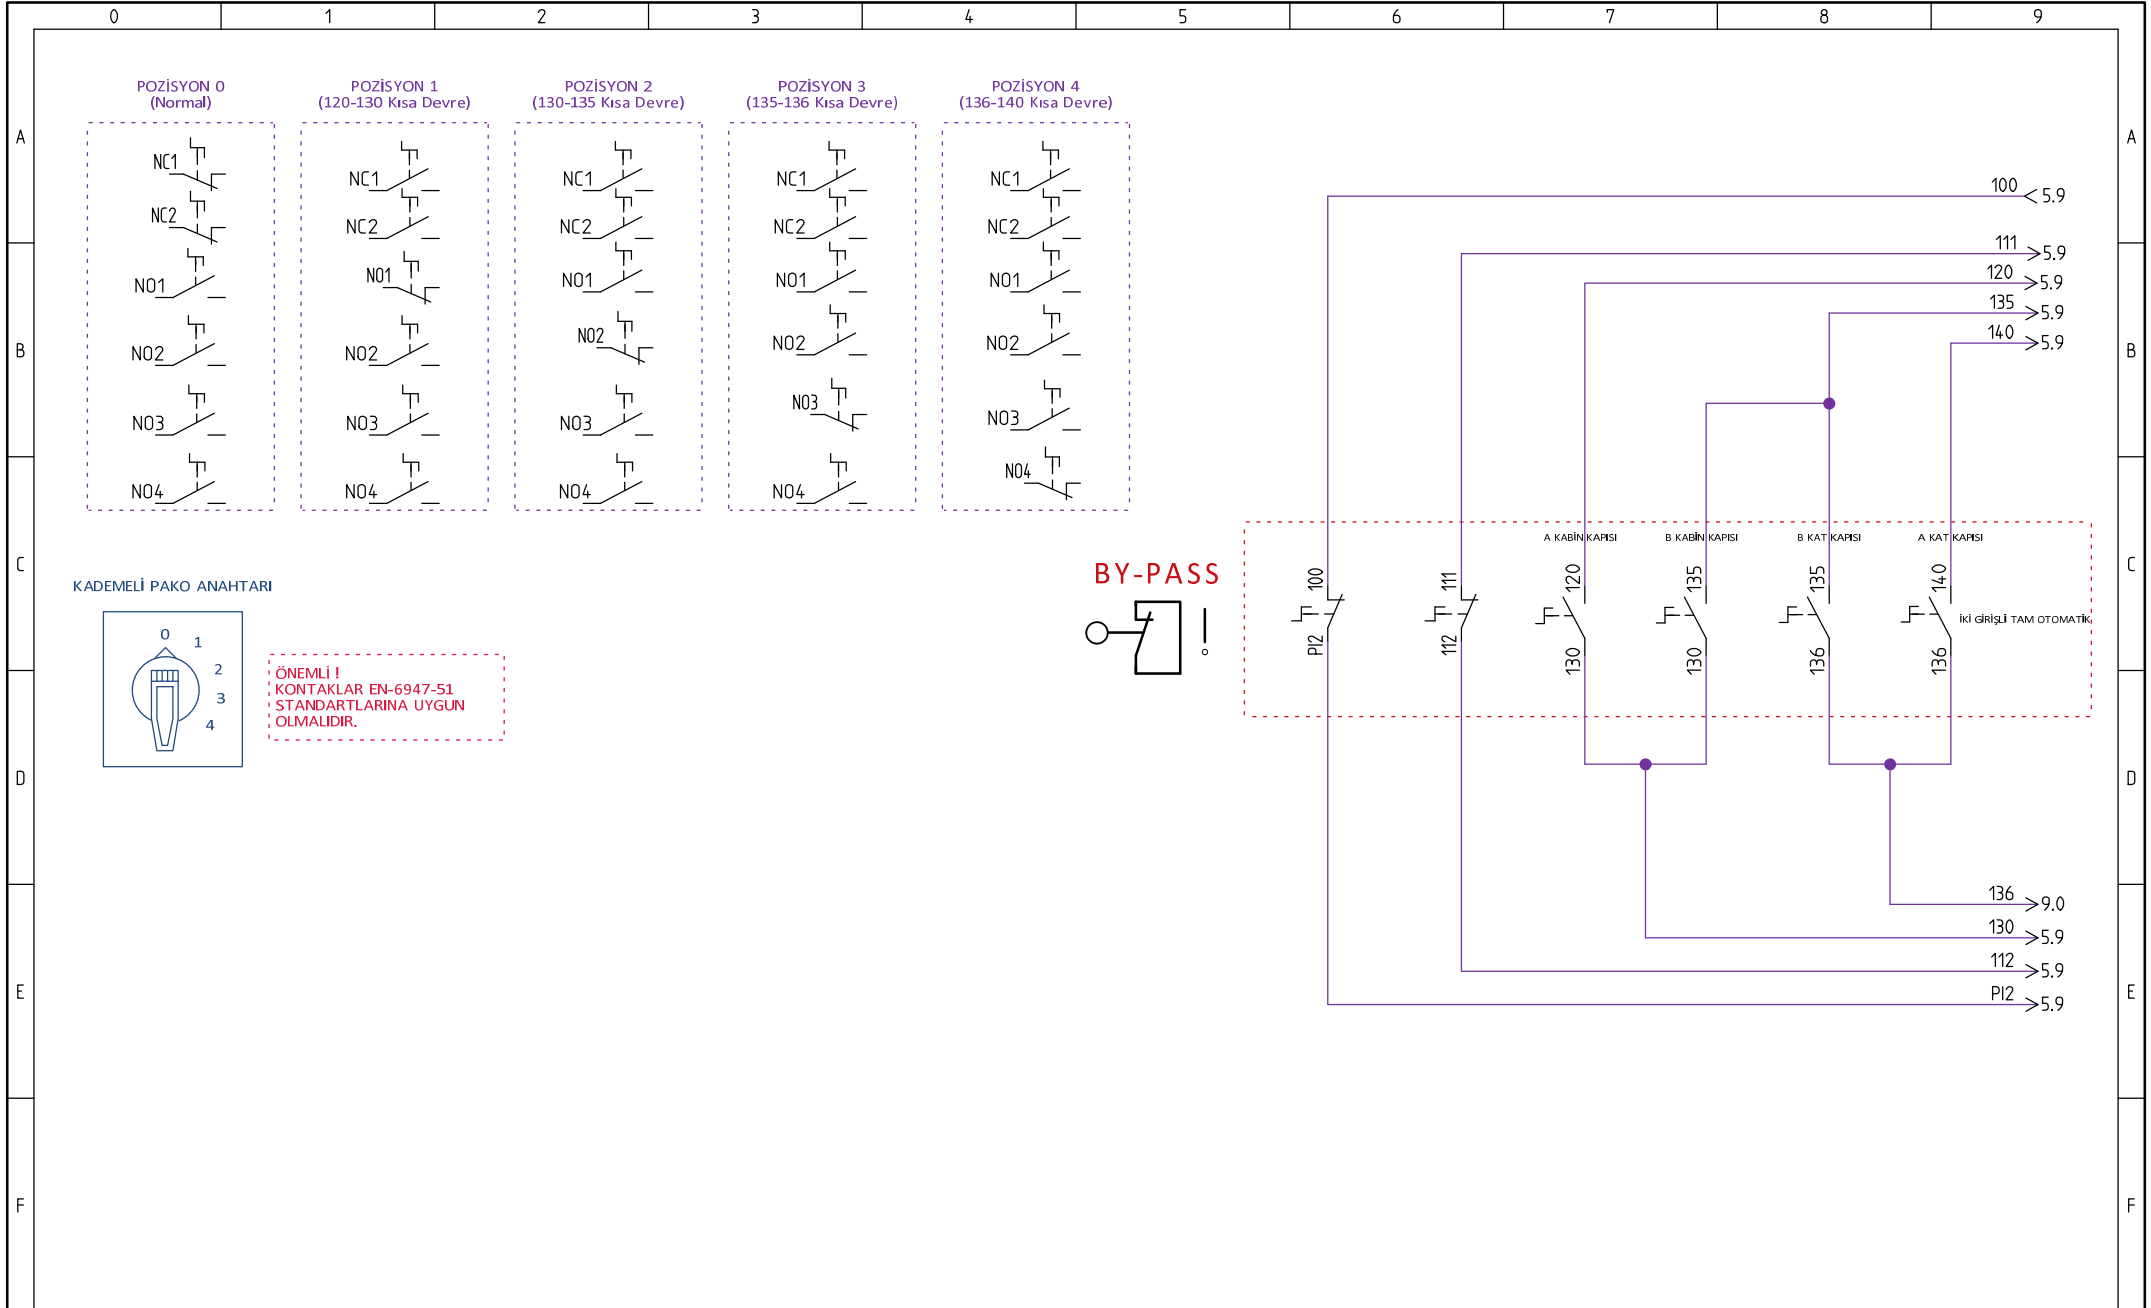 0 1 2 3 4 5 6 7 8 9
POZİSYON 0
(Normal)
POZİSYON 1
(120-130 Kısa Devre)
POZİSYON 2
(130-135 Kısa Devre)
POZİSYON 3
(135-136 Kısa Devre)
POZİSYON 4
(136-140 Kısa Devre)
A A
NC1 NC1 NC1 NC1 NC1
NC2 NC2 NC2 NC2 NC2
NO1 NO1 NO1 NO1 NO1
NO2 NO2 NO2 NO2 NO2
NO3 NO3 NO3 NO3 NO3
NO4 NO4 NO4 NO4 NO4
100 5.9
111 5.9
120 5.9
135 5.9
140 5.9
B B
C C
A KABİN KAPISI
B KABİN KAPISI
B KAT KAPISI
A KAT KAPISI
BY-PASS
!
100 111 120 135 135 140
İKİ GİRİŞLİ TAM OTOMATİK
PI2 112 130 130 136 136
KADEMELİ PAKO ANAHTARI
0
1
2
3
4
ÖNEMLİ !
KONTAKLAR EN-6947-51
STANDARTLARINA UYGUN
OLMALIDIR.
D D
136 9.0
130 5.9
112 5.9
PI2 5.9
E E
F F